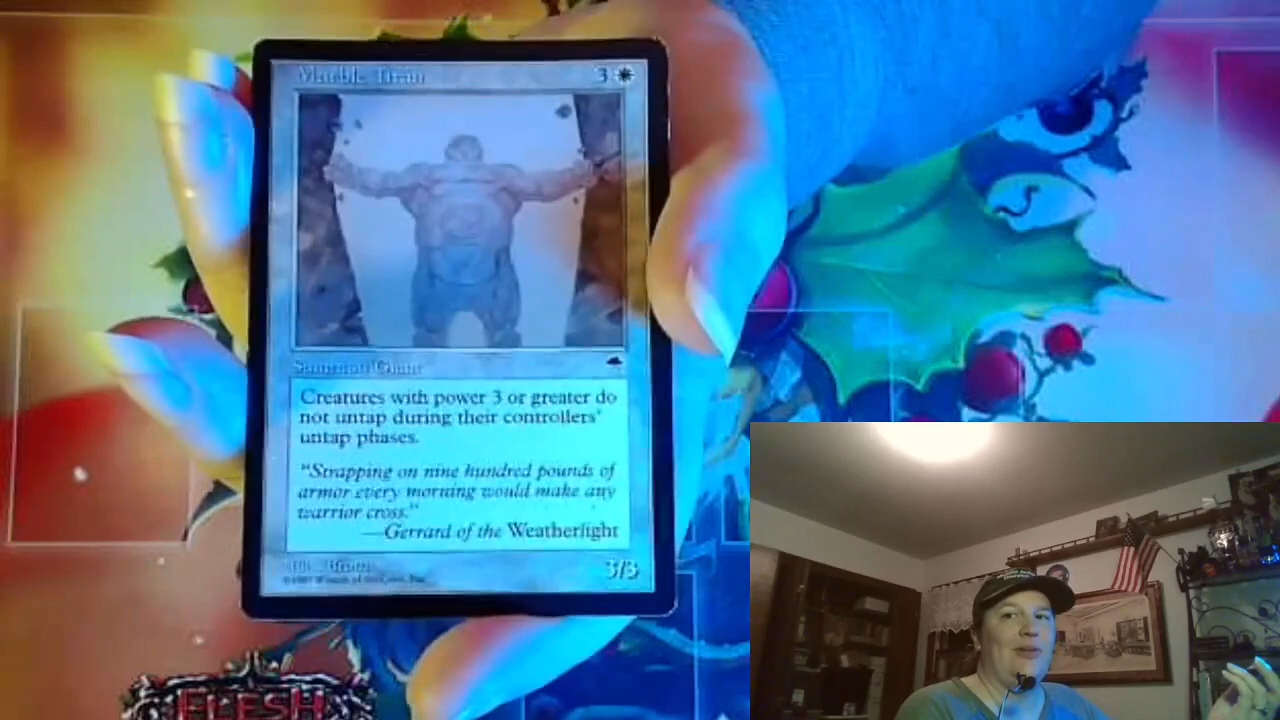 Marble Titan 3
Summon Giant
Creatures with power 3 or greater do
not untap during their controllers'
untap phases.
"Strapping on nine hundred pounds of
armor every morning would make any
warrior cross."
—Gerrard of the Weatherlight
3/3
FLESH